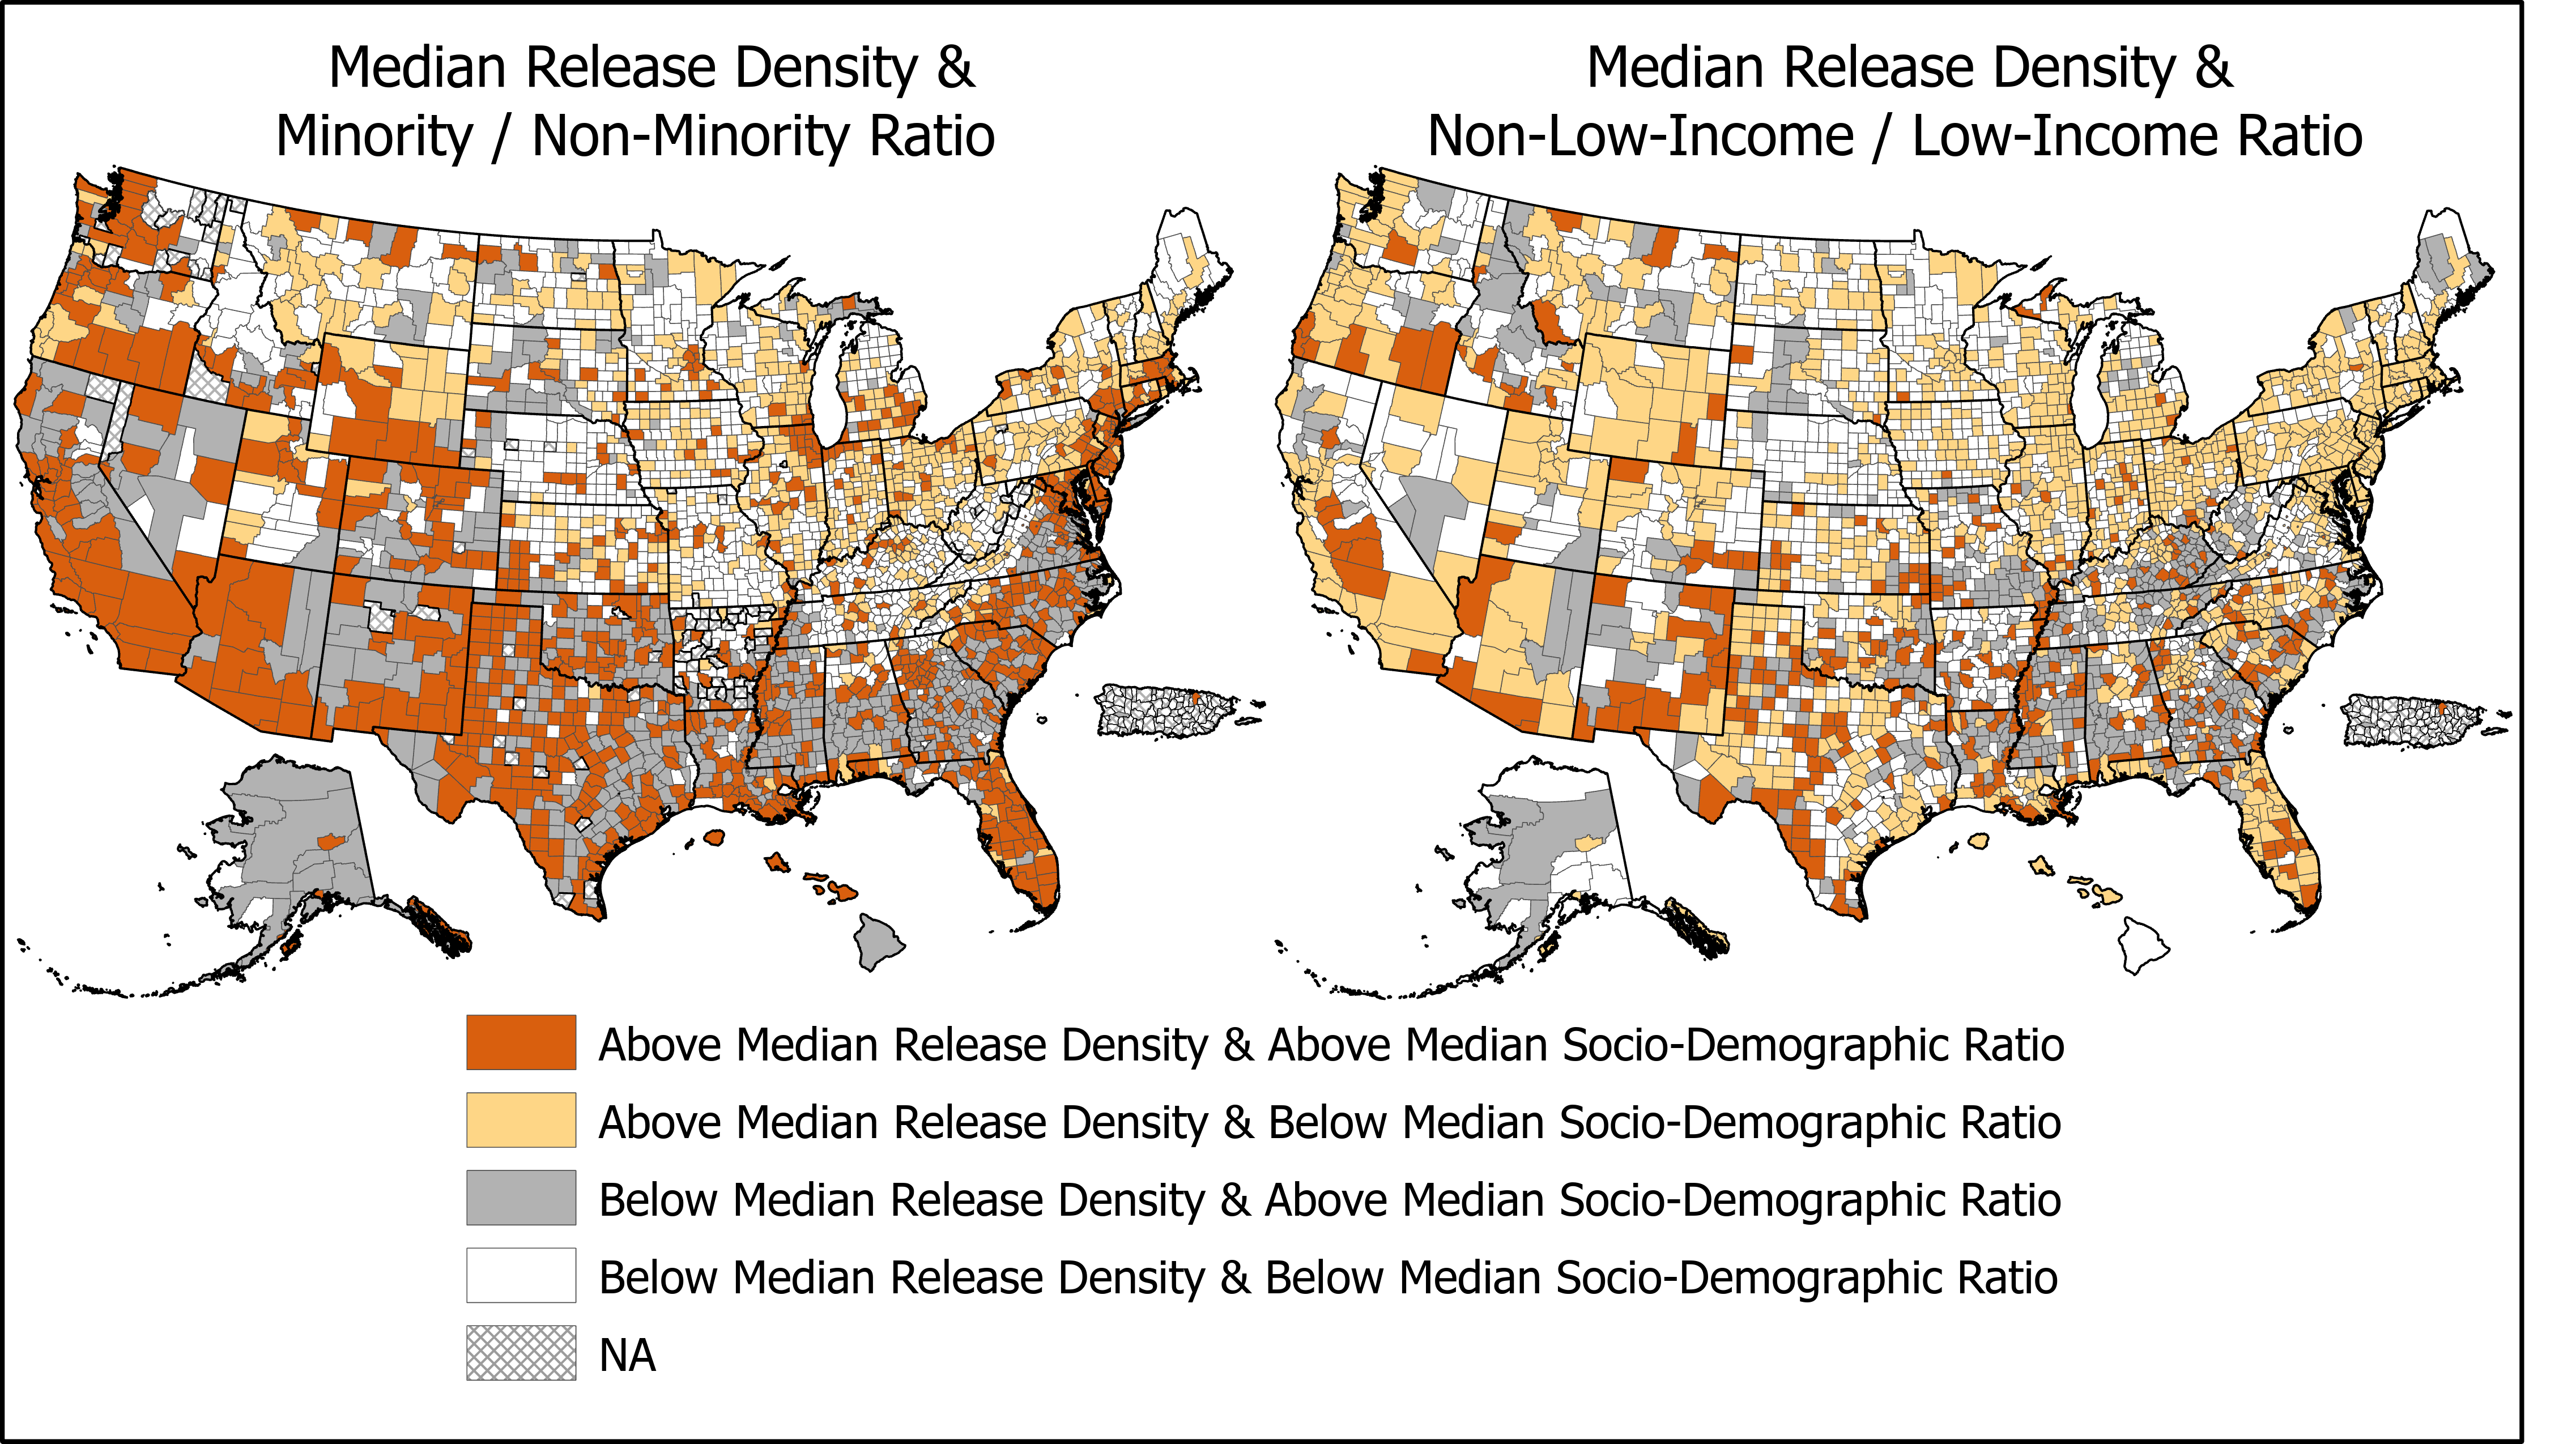 Median Release Density &
Minority / Non-Minority Ratio
Median Release Density &
Non-Low-Income / Low-Income Ratio
Above Median Release Density & Above Median Socio-Demographic Ratio
Above Median Release Density & Below Median Socio-Demographic Ratio
Below Median Release Density & Above Median Socio-Demographic Ratio
Below Median Release Density & Below Median Socio-Demographic Ratio
NA